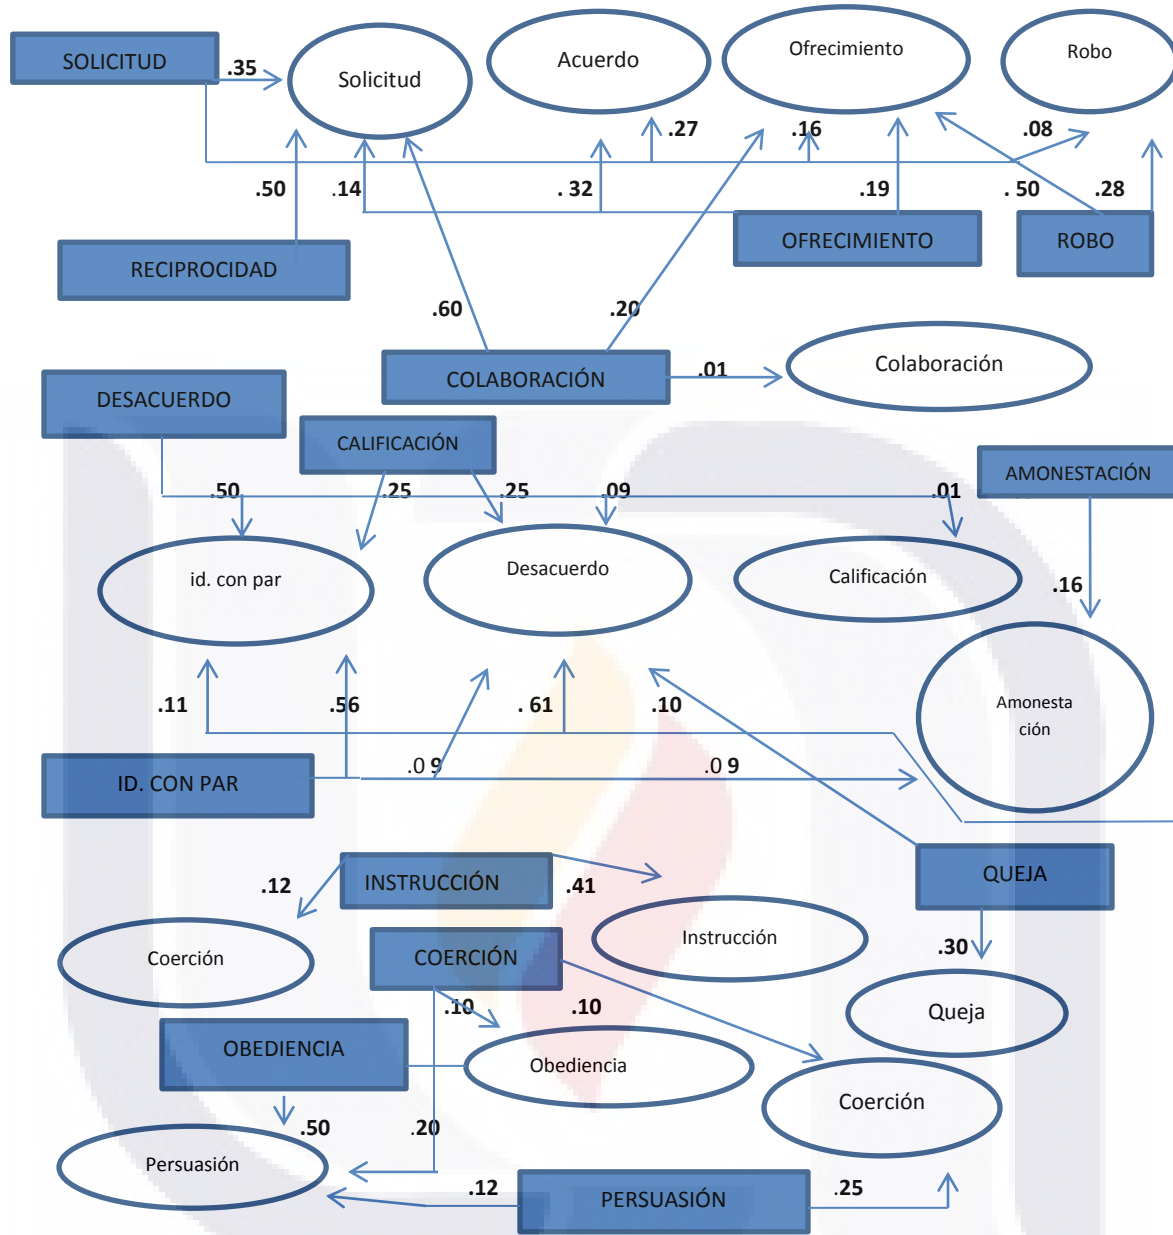 SOLICITUD
.35
Solicitud
Acuerdo
Ofrecimiento
Robo
.27
.16
.08
.50
.14
. 32
.19
. 50
.28
RECIPROCIDAD
OFRECIMIENTO
ROBO
.60
.20
COLABORACIÓN
.01
Colaboración
DESACUERDO
CALIFICACIÓN
AMONESTACIÓN
.50
.25
.25
.09
.01
id. con par
Desacuerdo
Calificación
.16
.11
.56
. 61
.10
Amonesta
ción
ID. CON PAR
.0 9
.0 9
.12
INSTRUCCIÓN
.41
QUEJA
Coerción
COERCIÓN
Instrucción
.30
.10
.10
Queja
OBEDIENCIA
Obediencia
Coerción
.50
.20
Persuasión
.12
PERSUASIÓN
.25